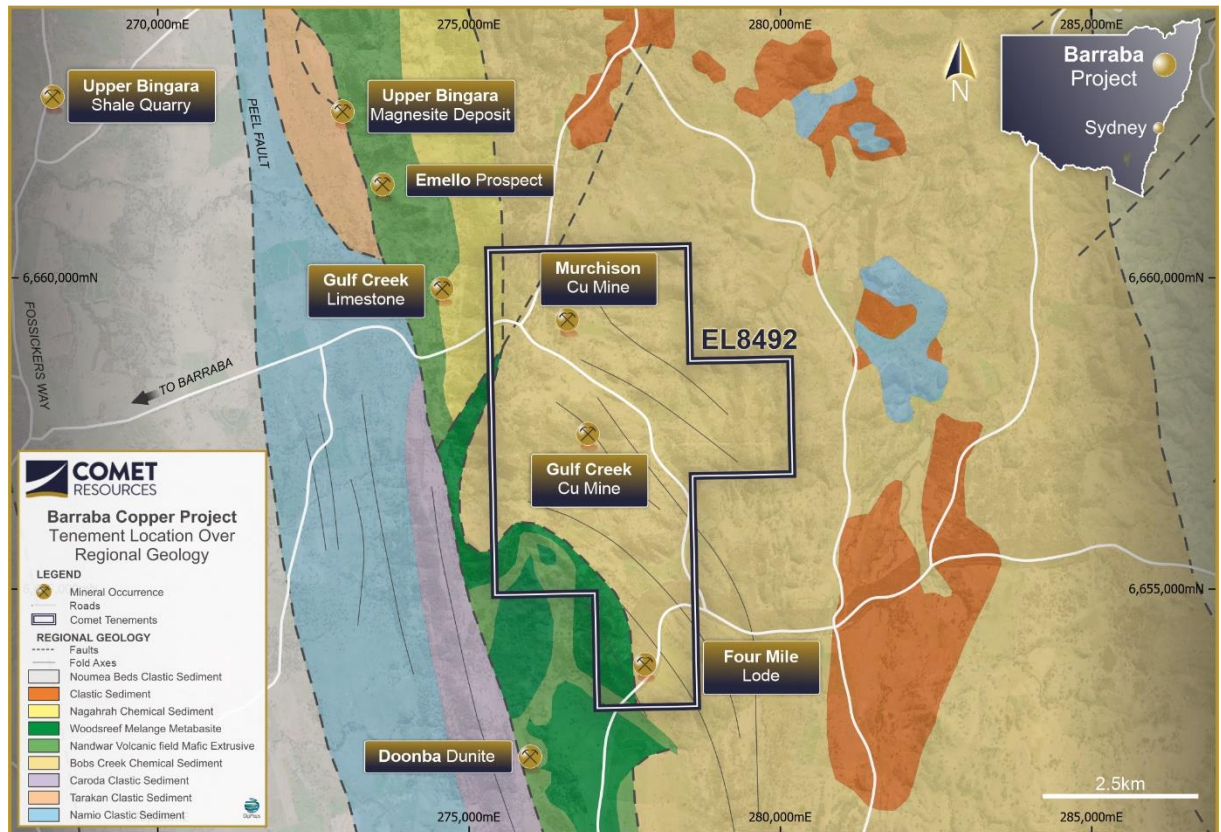 270,000mE
275,000mE
280,000mE
285,000mE
Upper Bingara
Shale Quarry
PEEL FAULT
Upper Bingara
Magnesite Deposit
Emello Prospect
N
Barraba
Project
Sydney
6,660,000mN
6,660,000mN
Gulf Creek
Limestone
Murchison
Cu Mine
EL8492
FOSSICKERS WAY
TO BARRABA
Gulf Creek
Cu Mine
Four Mile
Lode
Doonba Dunite
6,655,000mN
2.5km
275,000mE
280,000mE
285,000mE
COMET
RESOURCES
Barraba Copper Project
Tenement Location Over
Regional Geology
LEGEND
Mineral Occurrence
Roads
Comet Tenements
REGIONAL GEOLOGY
Faults
Fold Axes
Noumea Beds Clastic Sediment
Clastic Sediment
Nagahrah Chemical Sediment
Woodsreef Melange Metabasite
Nandwar Volcanic field Mafic Extrusive
Bobs Creek Chemical Sediment
Caroda Clastic Sediment
Tarakan Clastic Sediment
Namio Clastic Sediment